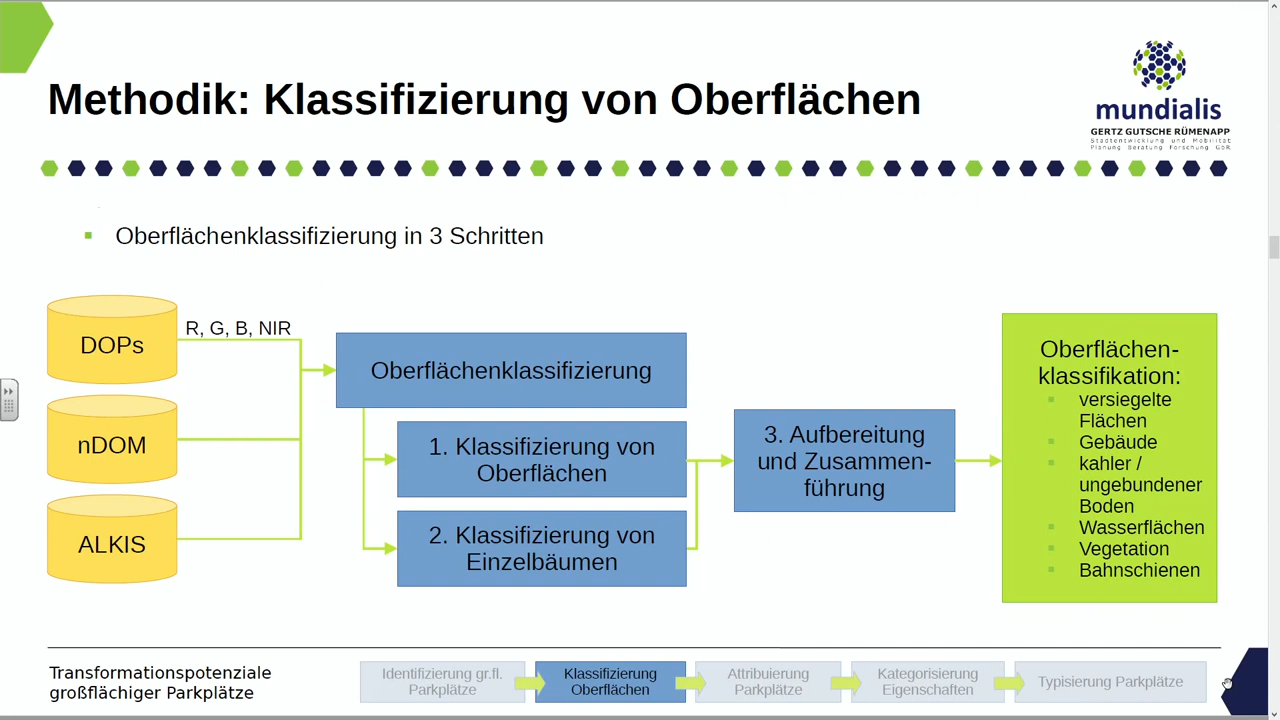 Methodik: Klassifizierung von Oberflächen
mundialis
GERTZ GUTSCHE RÜMENAPP
Stadtentwicklung und Mobilität
Planung Beratung Forschung GbR
Oberflächenklassifizierung in 3 Schritten
DOPs
R, G, B, NIR
nDOM
ALKIS
Oberflächenklassifizierung
1. Klassifizierung von
Oberflächen
2. Klassifizierung von
Einzelbäumen
3. Aufbereitung
und Zusammen-
führung
Oberflächen-
klassifikation:
versiegelte
Flächen
Gebäude
kahler /
ungebundener
Boden
Wasserflächen
Vegetation
Bahnschienen
Transformationspotenziale
großflächiger Parkplätze
Identifizierung gr.fl.
Parkplätze
Klassifizierung
Oberflächen
Attribuierung
Parkplätze
Kategorisierung
Eigenschaften
Typisierung Parkplätze